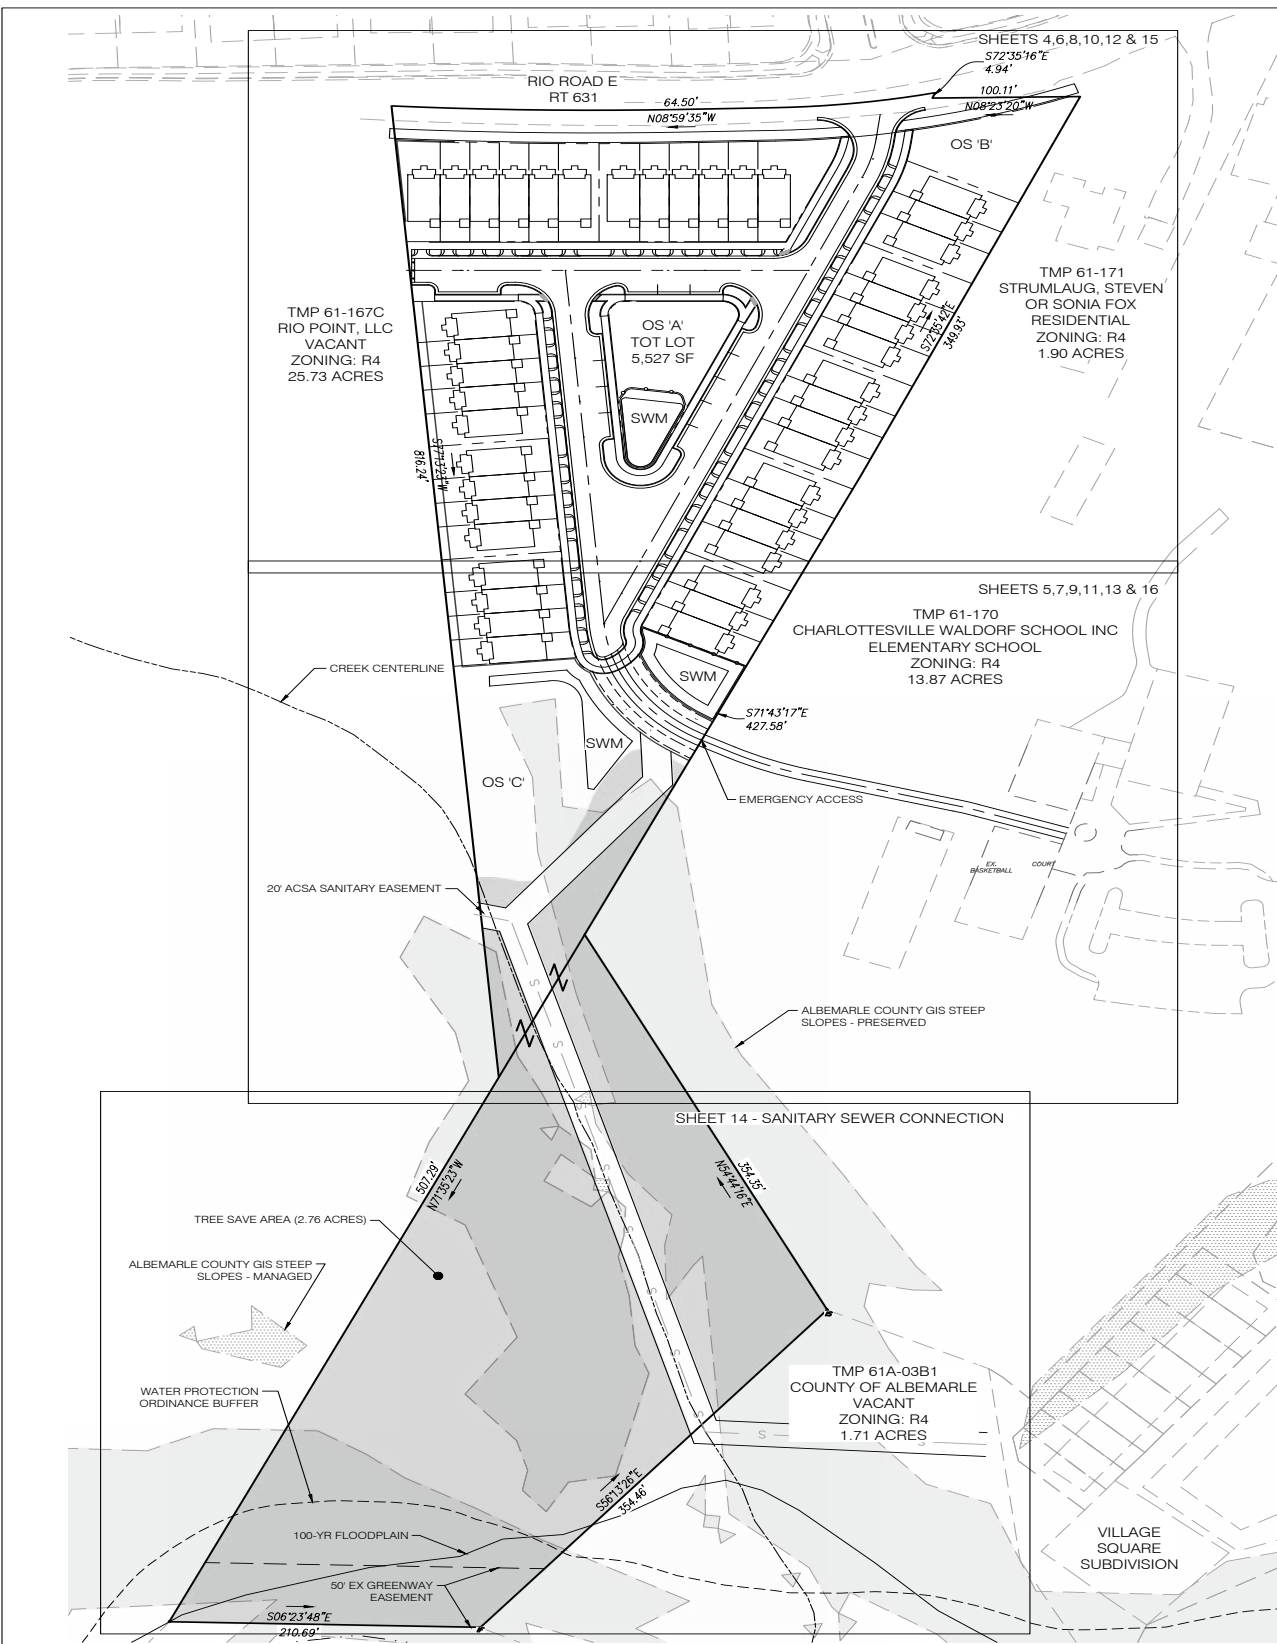 SHEETS 4,6,8,10,12 & 15
S72°35'16"E
4.94'
RIO ROAD E
RT 631
64.50'
N08°59'35"W
100.11'
N08°23'20"W
OS 'B'
TMP 61-171
STRUMLAUG, STEVEN
OR SONIA FOX
RESIDENTIAL
ZONING: R4
1.90 ACRES
TMP 61-167C
RIO POINT, LLC
VACANT
ZONING: R4
25.73 ACRES
OS 'A'
TOT LOT
5,527 SF
SWM
S72°35'42"E
349.93'
816.24'
SHEETS 5,7,9,11,13 & 16
TMP 61-170
CHARLOTTESVILLE WALDORF SCHOOL INC
ELEMENTARY SCHOOL
ZONING: R4
13.87 ACRES
CREEK CENTERLINE
SWM
S71°43'17"E
427.58'
SWM
OS 'C'
EMERGENCY ACCESS
EX.
BASKETBALL
COURT
20' ACSA SANITARY EASEMENT
S
ALBEMARLE COUNTY GIS STEEP
SLOPES - PRESERVED
S
S
SHEET 14 - SANITARY SEWER CONNECTION
507.29'
N71°35'23"W
354.35'
N54°44'16"E
S
TREE SAVE AREA (2.76 ACRES)
S
ALBEMARLE COUNTY GIS STEEP
SLOPES - MANAGED
S
S
TMP 61A-03B1
COUNTY OF ALBEMARLE
VACANT
ZONING: R4
1.71 ACRES
WATER PROTECTION
ORDINANCE BUFFER
S
S
S
S56°13'26"E
354.46'
100-YR FLOODPLAIN
VILLAGE
SQUARE
SUBDIVISION
50' EX GREENWAY
EASEMENT
S06°23'48"E
210.69'